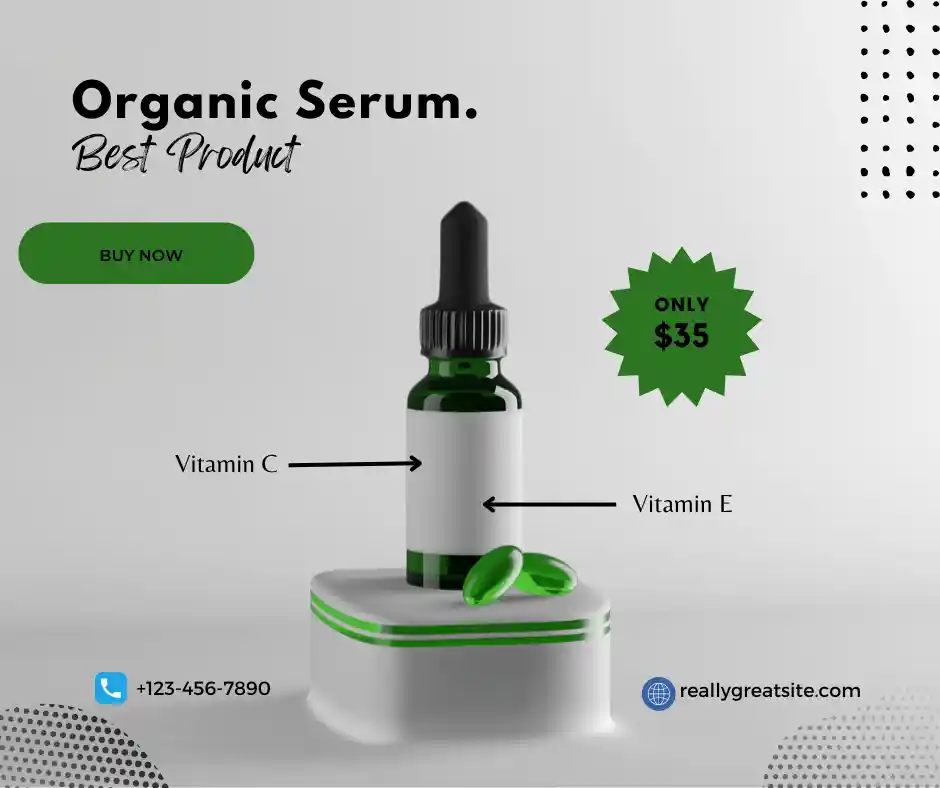 Organic Serum.
Best Product
BUY NOW
ONLY
$35
Vitamin C
Vitamin E
+123-456-7890
reallygreatsite.com